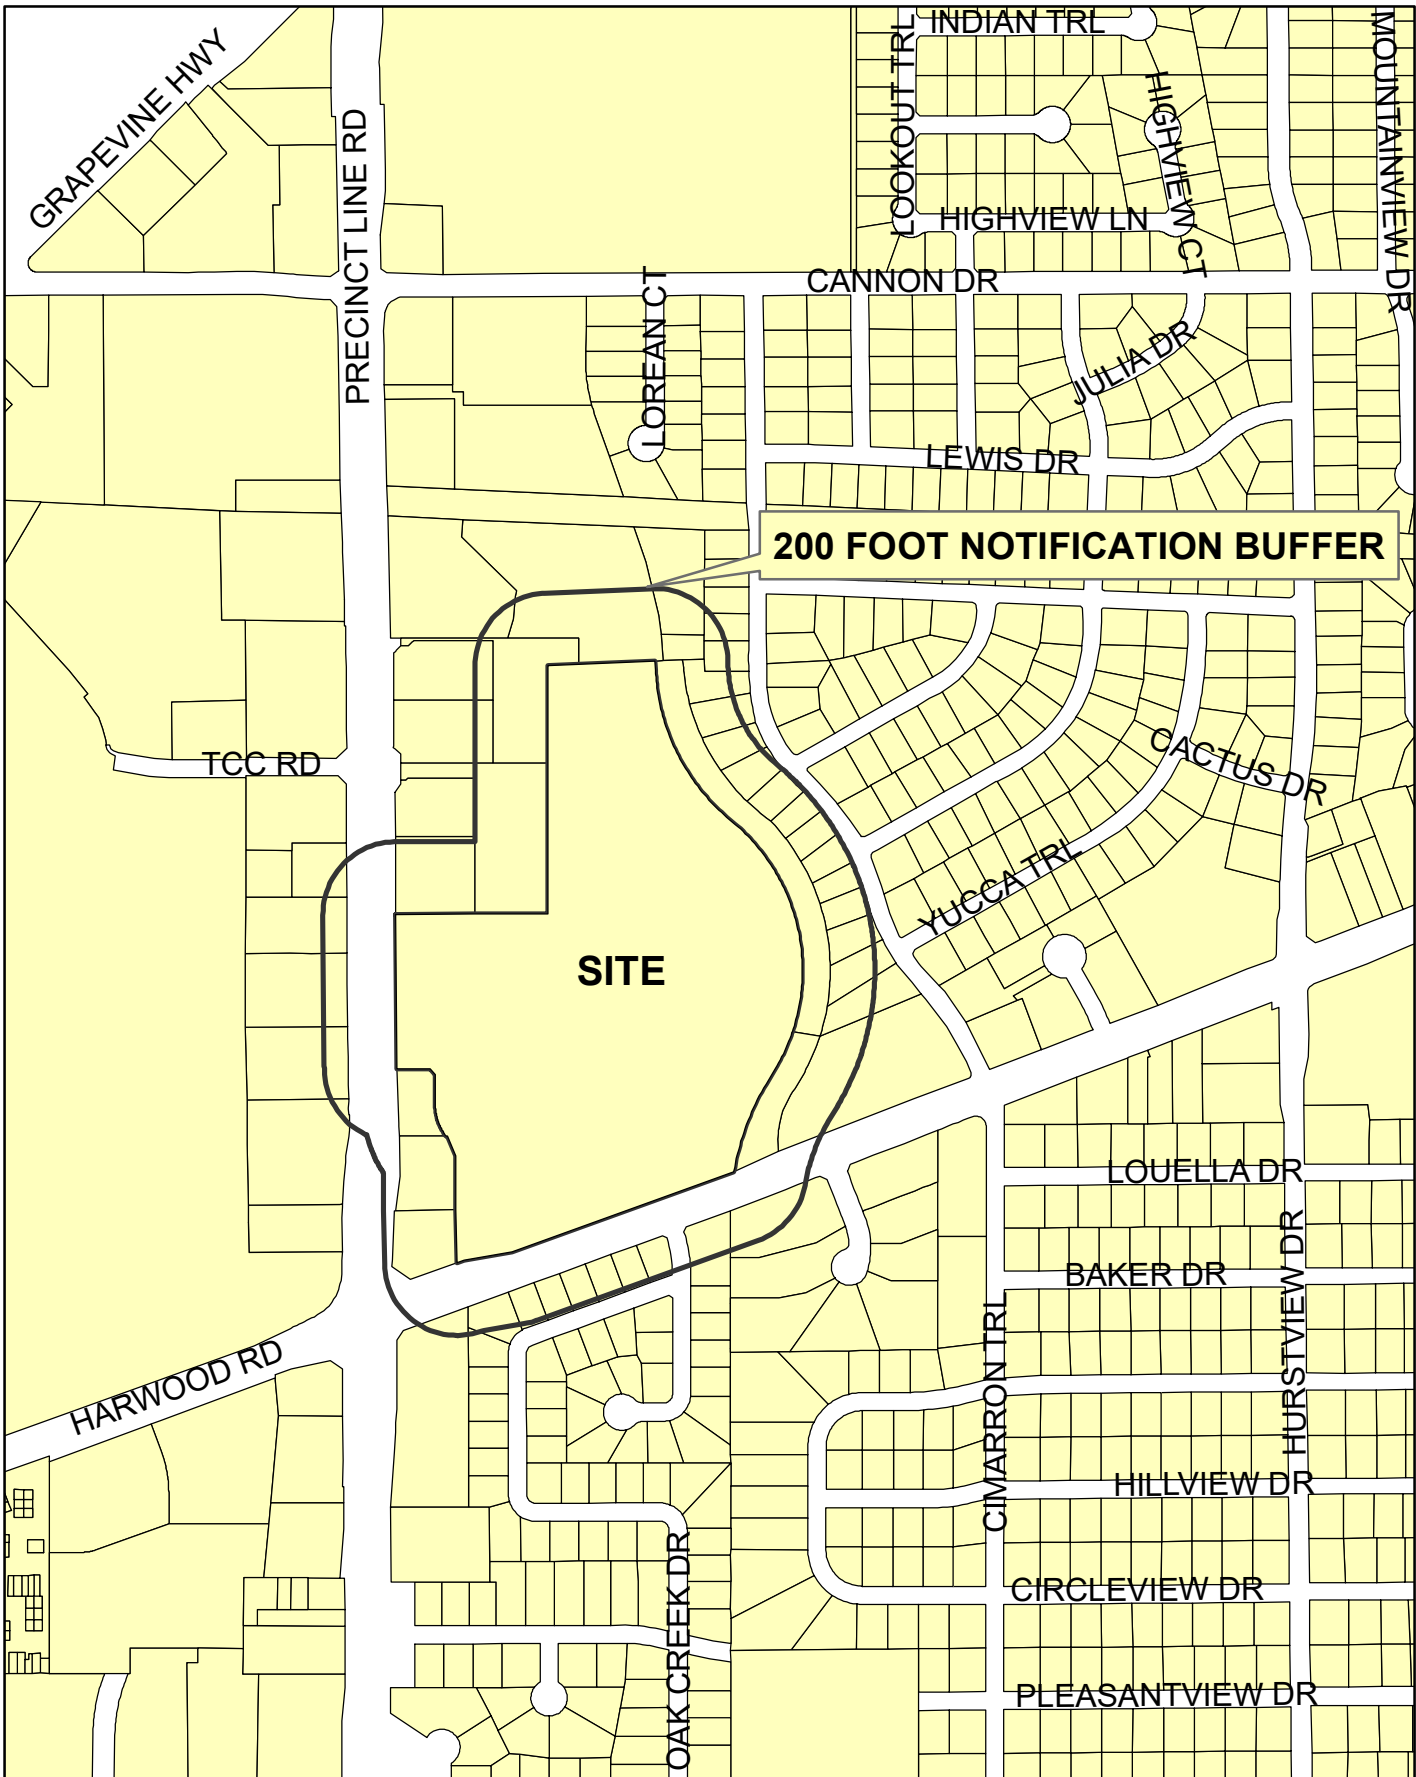 INDIAN TRL
LOOKOUT TRL
MOUNTAINVIEW DR
GRAPEVINE HWY
HIGHVIEW CT
PRECINCT LINE RD
HIGHVIEW LN
CANNON DR
LOREAN CT
JULIA DR
LEWIS DR
200 FOOT NOTIFICATION BUFFER
TCC RD
CACTUS DR
YUCCA TRL
SITE
LOUELLA DR
HURSTVIEW DR
BAKER DR
CIMARRON TRL
HARWOOD RD
HILLVIEW DR
OAK CREEK DR
CIRCLEVIEW DR
PLEASANTVIEW DR